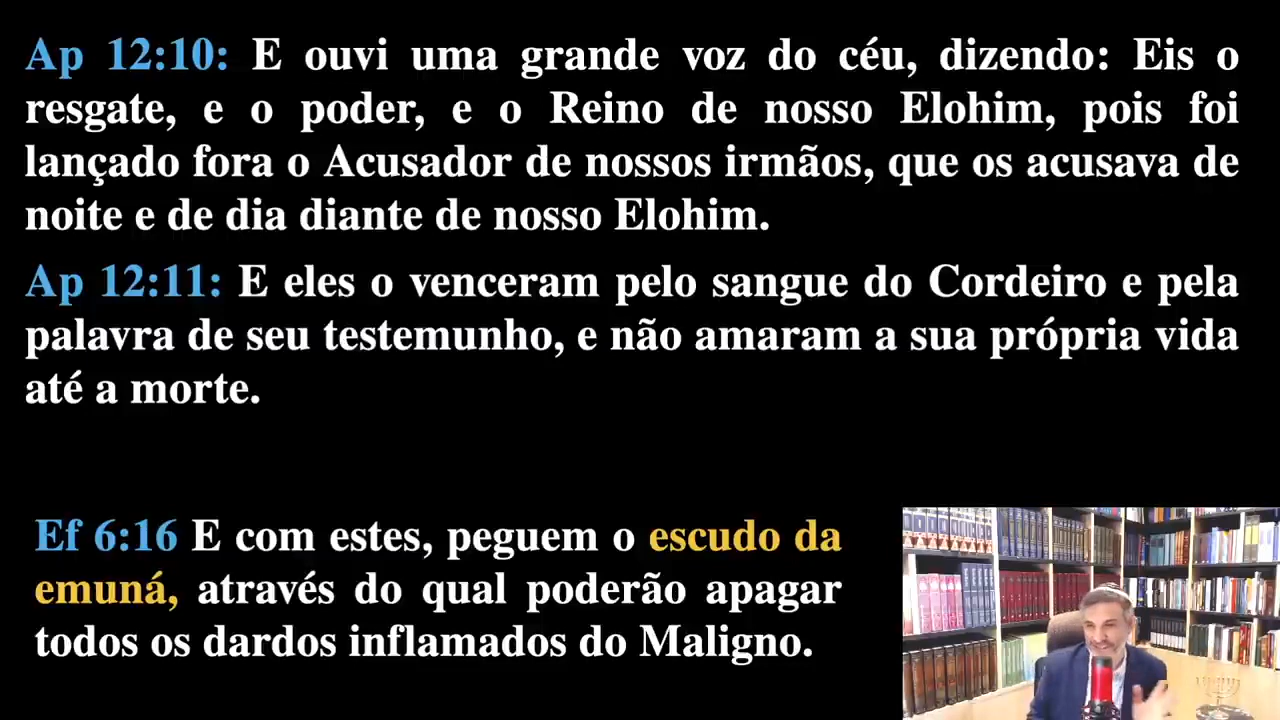 Ap 12:10: E ouvi uma grande voz do céu, dizendo: Eis o
resgate, e o poder, e o Reino de nosso Elohim, pois foi
lançado fora o Acusador de nossos irmãos, que os acusava de
noite e de dia diante de nosso Elohim.
Ap 12:11: E eles o venceram pelo sangue do Cordeiro e pela
palavra de seu testemunho, e não amaram a sua própria vida
até a morte.
Ef 6:16 E com estes, peguem o escudo da
emuná, através do qual poderão apagar
todos os dardos inflamados do Maligno.